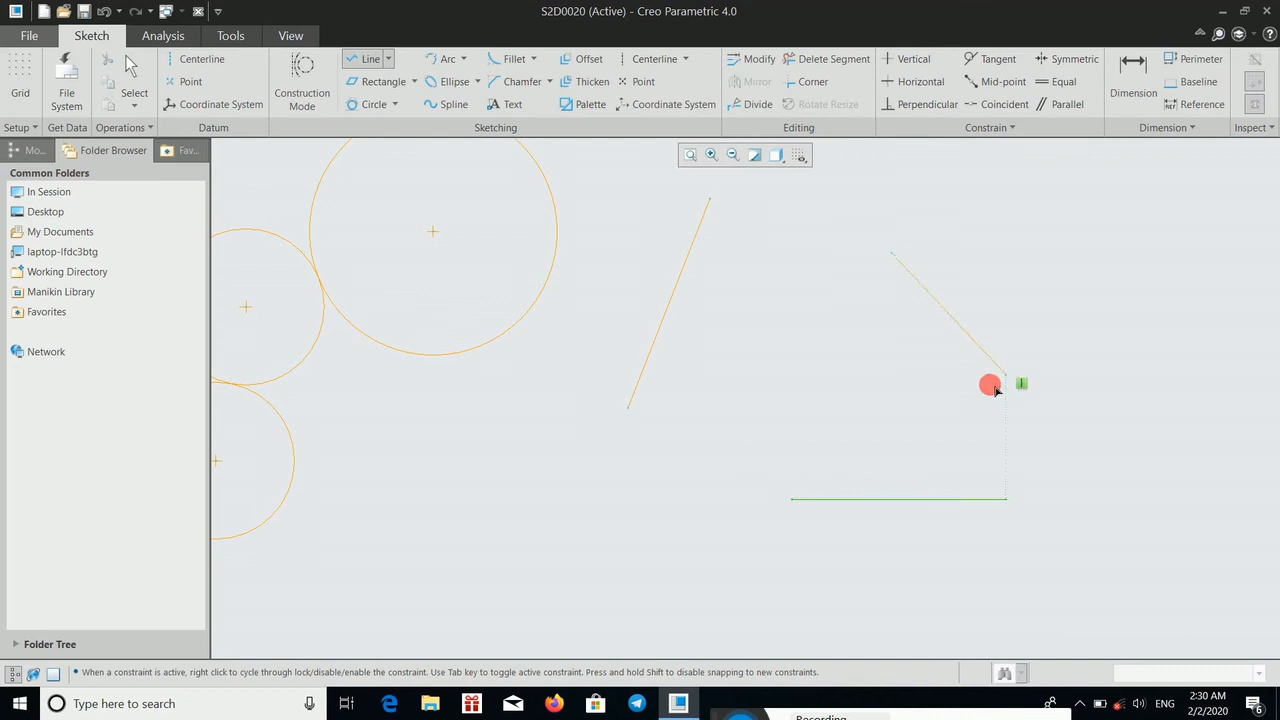 S2D0020 (Active) - Creo Parametric 4.0
File Sketch Analysis Tools View
Centerline Line Arc Fillet Offset Centerline Modify Delete Segment Vertical Tangent Symmetric Perimeter
Point Rectangle Ellipse Chamfer Thicken Point Mirror Corner Horizontal Mid-point Equal Baseline
Grid File System Select Coordinate System Construction Mode Circle Spline Text Palette Coordinate System Divide Rotate Resize Perpendicular Coincident Parallel Dimension Reference
Setup Get Data Operations Datum Sketching Editing Constrain Dimension Inspect
Mo... Folder Browser Fav...
Common Folders
In Session
Desktop
My Documents
laptop-lfdc3btg
Working Directory
Manikin Library
Favorites
Network
Folder Tree
• When a constraint is active, right click to cycle through lock/disable/enable the constraint. Use Tab key to toggle active constraint. Press and hold Shift to disable snapping to new constraints.
Type here to search
ENG
2:30 AM
2/2/2020
6
Recording